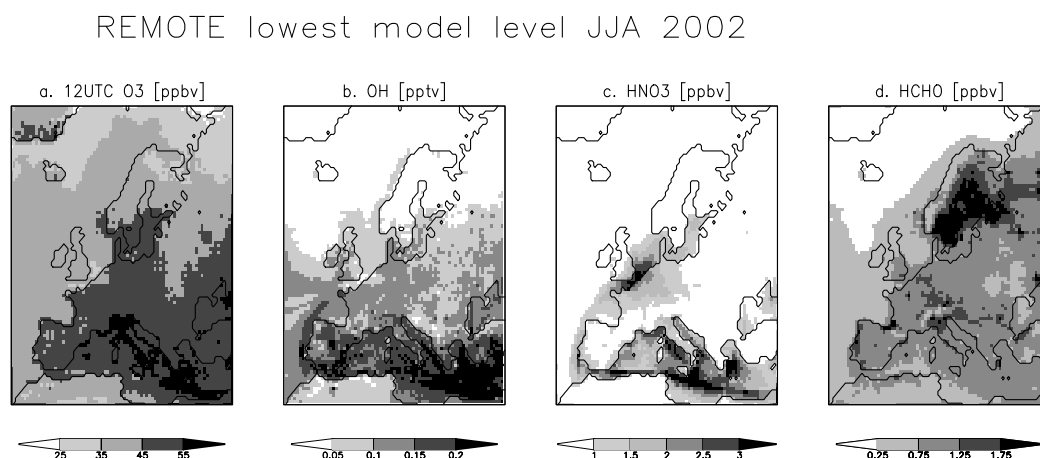 REMOTE lowest model level JJA 2002
a. 12UTC O3 [ppbv]
b. OH [pptv]
c. HNO3 [ppbv]
d. HCHO [ppbv]
25 35 45 55
0.05 0.1 0.15 0.2
1 1.5 2 2.5 3
0.25 0.75 1.25 1.75